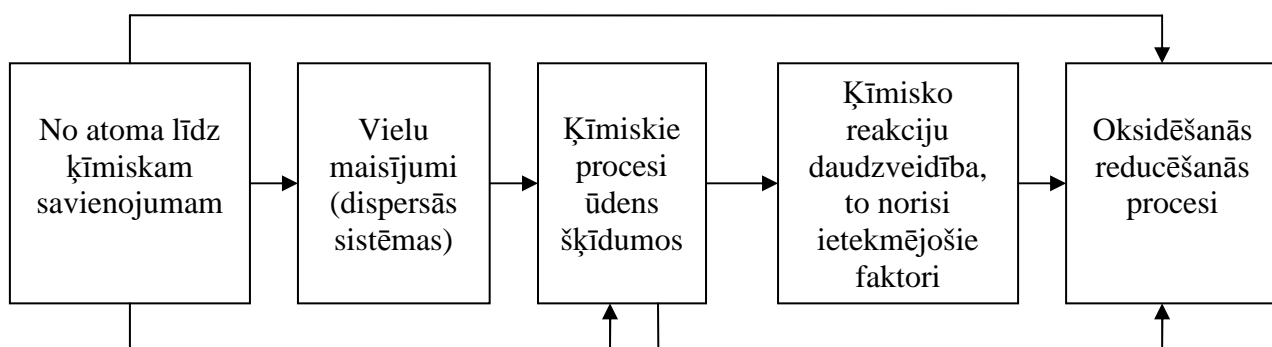 No atoma līdz
ķīmiskam
savienojumam
Vielu
maisījumi
(dispersās
sistēmas)
Ķīmiskie
procesi
ūdens
šķīdumos
Ķīmisko
reakciju
daudzveidība,
to norisi
ietekmējošie
faktori
Oksidēšanās
reducēšanās
procesi